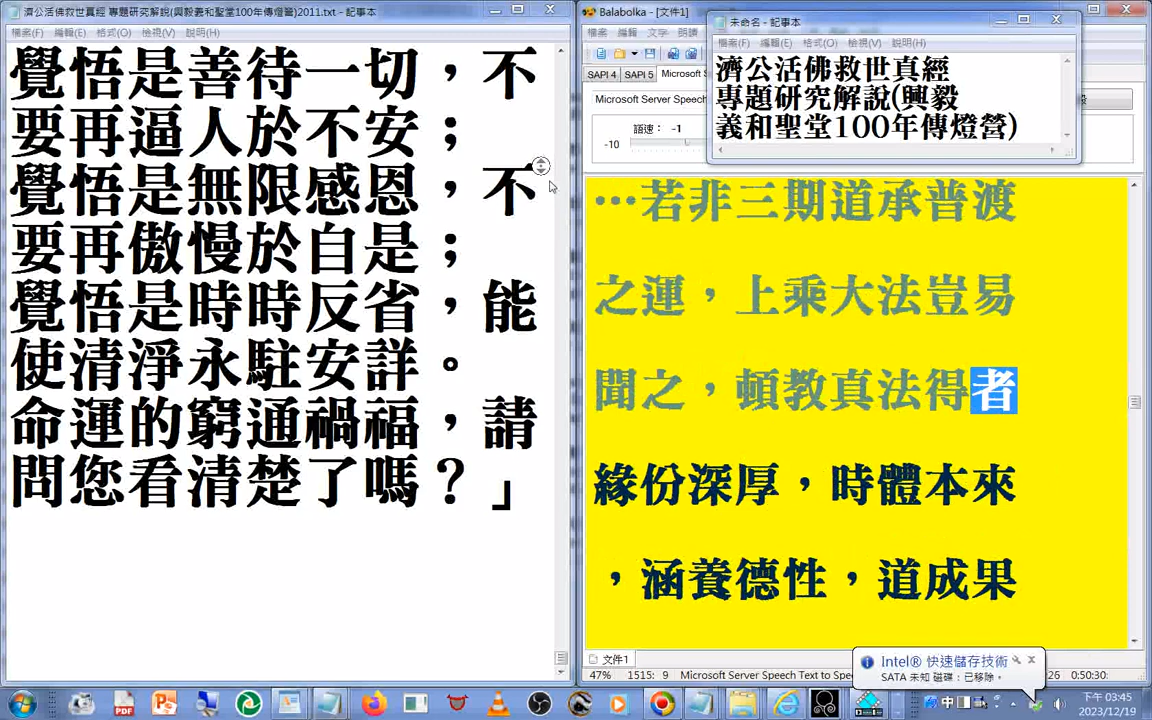 濟公活佛救世真經 專題研究解說(興毅義和聖堂100年傳燈營)2011.txt - 記事本
檔案(F) 編輯(E) 格式(O) 檢視(V) 說明(H)
覺悟是善待一切，不
要再逼人於不安；
覺悟是無限感恩，不
要再傲慢於自是；
覺悟是時時反省，能
使清淨永駐安詳。
命運的窮通禍福，請
問您看清楚了嗎？」
Balabolka - [文件1]
檔案 編輯 文字 朗讀
SAPI 4 SAPI 5 Microsoft S
Microsoft Server Speech
語速： -1
-10
未命名 - 記事本
檔案(F) 編輯(E) 格式(O) 檢視(V) 說明(H)
濟公活佛救世真經
專題研究解說(興毅
義和聖堂100年傳燈營)
…若非三期道承普渡
之運，上乘大法豈易
聞之，頓教真法得者
緣份深厚，時體本來
，涵養德性，道成果
文件1
47% 1515: 9 Microsoft Server Speech Text to Spe
26 0:50:30:
Intel® 快速儲存技術
SATA 未知 磁碟：已移除。
中
下午 03:45
2023/12/19